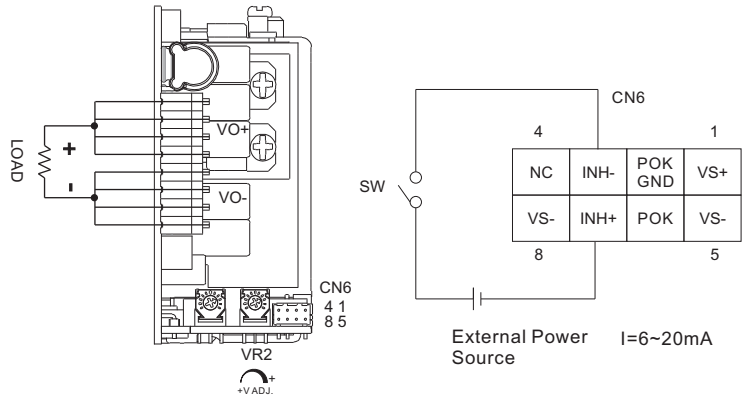 LOAD
+
-
VO+
VO-
CN6
4 1
8 5
VR2
+
+V ADJ.
CN6
4 1
NC INH- POK GND VS+
VS- INH+ POK VS-
8 5
SW
External Power
Source
I=6~20mA